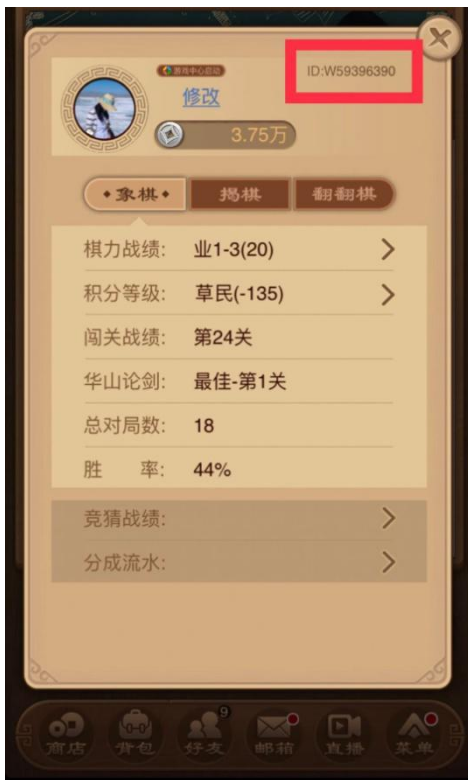 游戏中心启动
ID:W59396390
修改
3.75万
象棋 揭棋 翻翻棋
棋力战绩: 业1-3(20)
积分等级: 草民(-135)
闯关战绩: 第24关
华山论剑: 最佳-第1关
总对局数: 18
胜 率: 44%
竞猜战绩:
分成流水:
9
商店 背包 好友 邮箱 直播 菜单